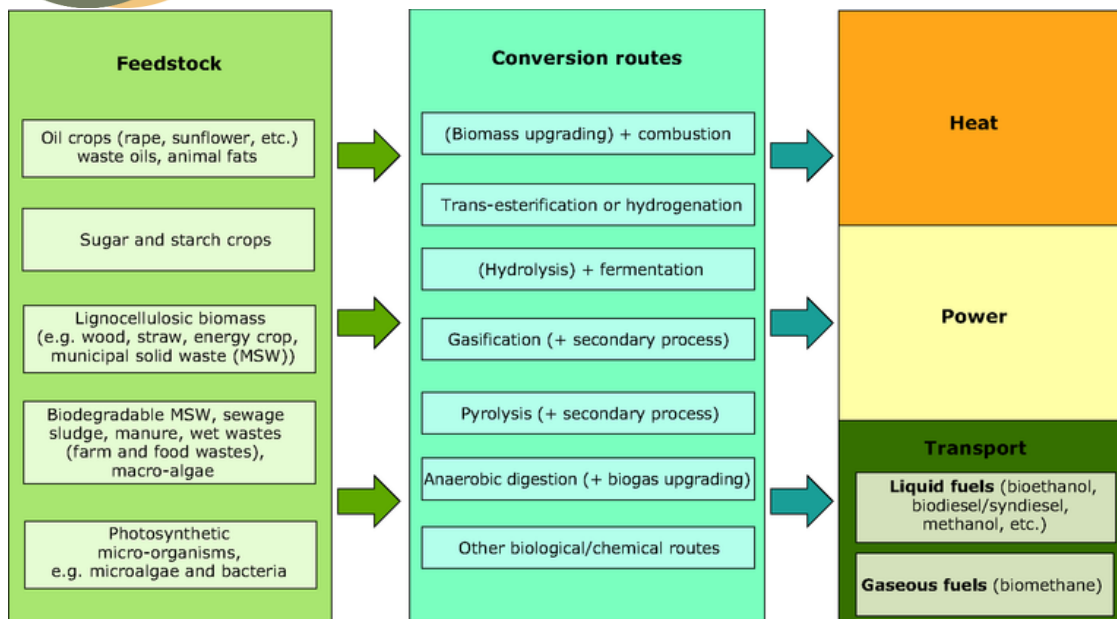 Feedstock
Oil crops (rape, sunflower, etc.)
waste oils, animal fats
Sugar and starch crops
Lignocellulosic biomass
(e.g. wood, straw, energy crop,
municipal solid waste (MSW))
Biodegradable MSW, sewage
sludge, manure, wet wastes
(farm and food wastes),
macro-algae
Photosynthetic
micro-organisms,
e.g. microalgae and bacteria
Conversion routes
(Biomass upgrading) + combustion
Trans-esterification or hydrogenation
(Hydrolysis) + fermentation
Gasification (+ secondary process)
Pyrolysis (+ secondary process)
Anaerobic digestion (+ biogas upgrading)
Other biological/chemical routes
Heat
Power
Transport
Liquid fuels (bioethanol,
biodiesel/syndiesel,
methanol, etc.)
Gaseous fuels (biomethane)